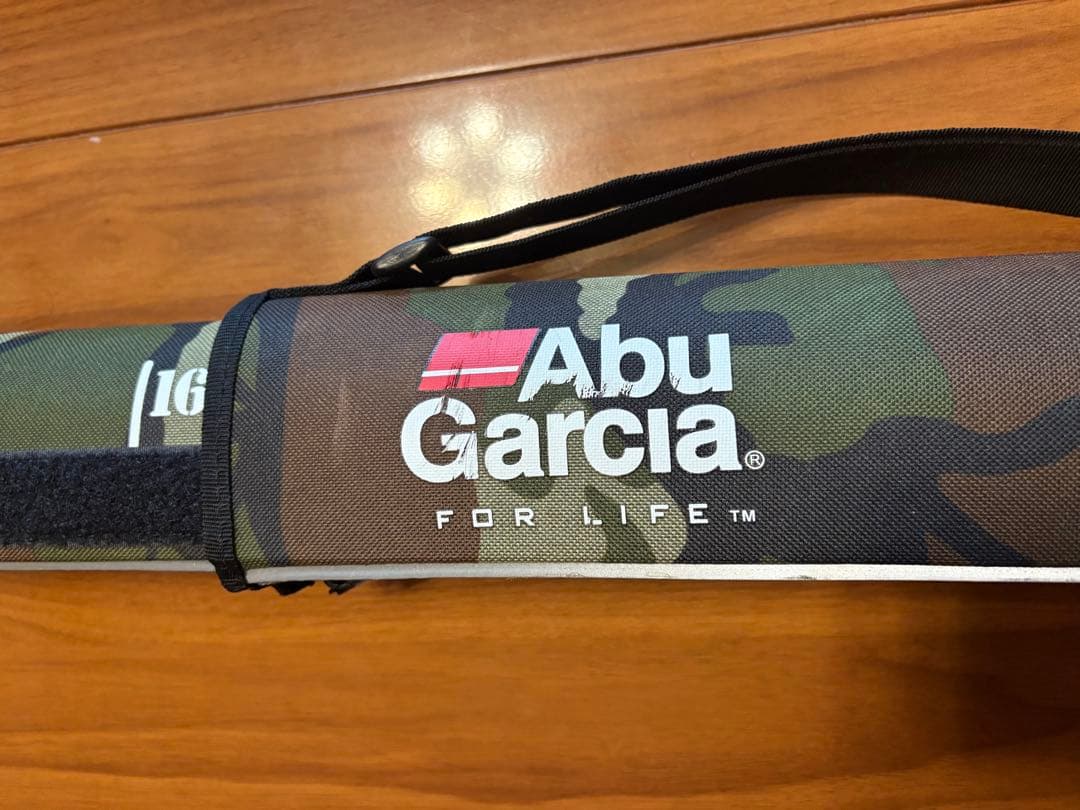 (16
Abu
Garcia®
FOR LIFE™